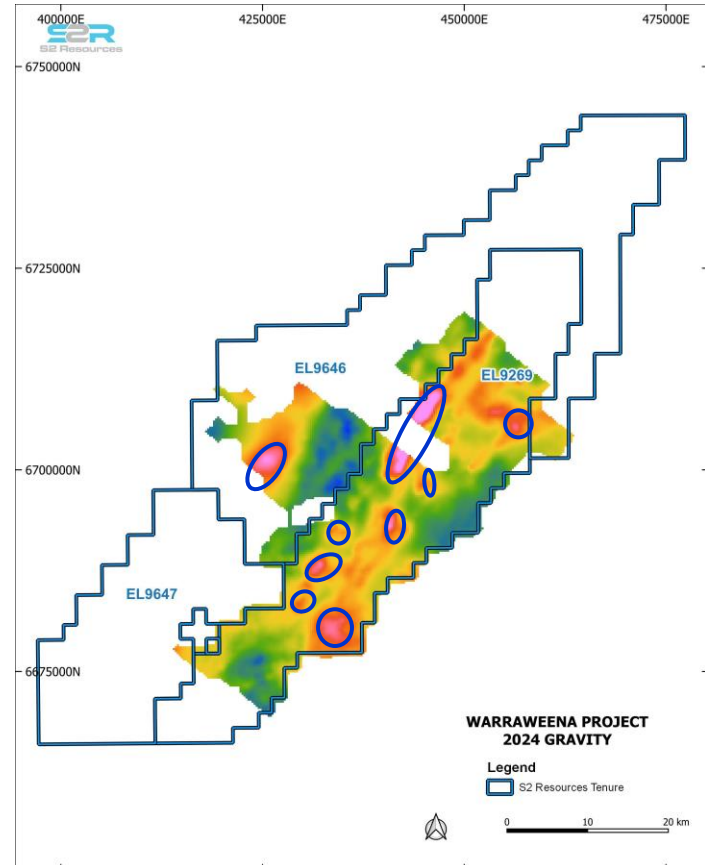 400000E 425000E 450000E 475000E
S2R
S2 Resources
6750000N
6725000N
EL9646
EL9269
6700000N
EL9647
6675000N
WARRAWEENA PROJECT
2024 GRAVITY
Legend
S2 Resources Tenure
0 10 20 km